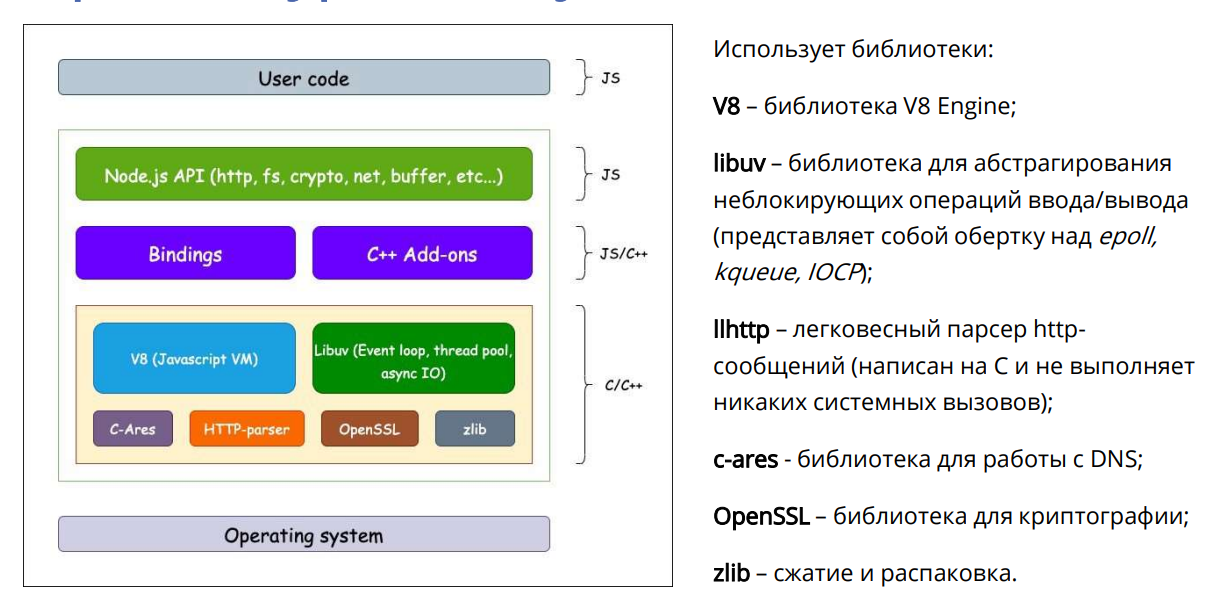 User code
JS
Node.js API (http, fs, crypto, net, buffer, etc...)
JS
Bindings
C++ Add-ons
JS/C++
V8 (Javascript VM)
Libuv (Event loop, thread pool,
async IO)
C/C++
C-Ares
HTTP-parser
OpenSSL
zlib
Operating system
Использует библиотеки:
V8 – библиотека V8 Engine;
libuv – библиотека для абстрагирования
неблокирующих операций ввода/вывода
(представляет собой обертку над epoll,
kqueue, IOCP);
llhttp – легковесный парсер http-
сообщений (написан на C и не выполняет
никаких системных вызовов);
c-ares - библиотека для работы с DNS;
OpenSSL – библиотека для криптографии;
zlib – сжатие и распаковка.